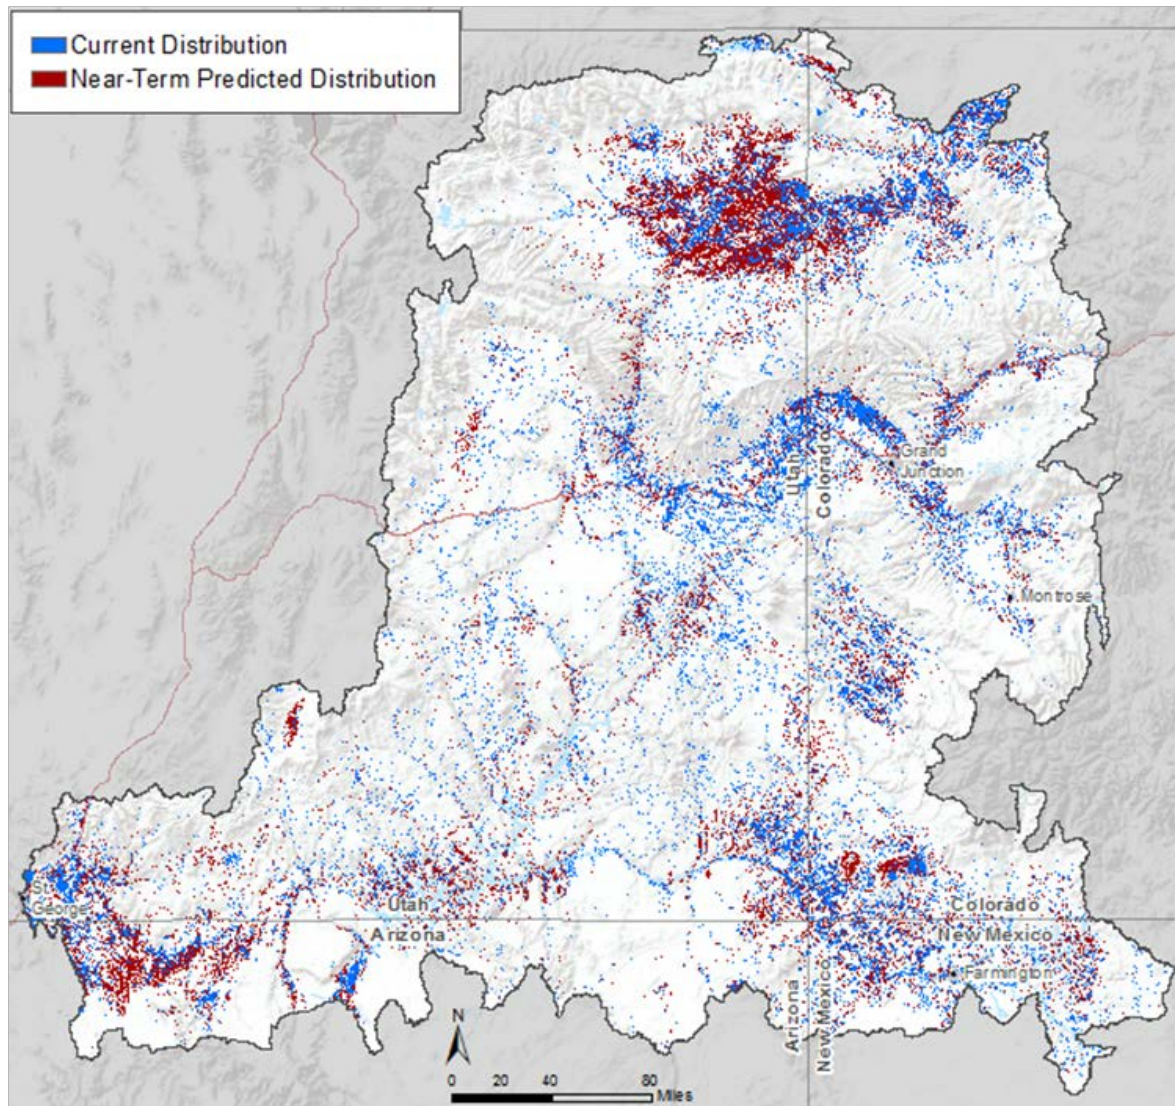 Current Distribution
Near-Term Predicted Distribution
Utah
Colorado
Grand
Junction
Montrose
St.
George
Utah
Arizona
Colorado
New Mexico
Farmington
Arizona
New Mexico
N
0 20 40 80
Miles